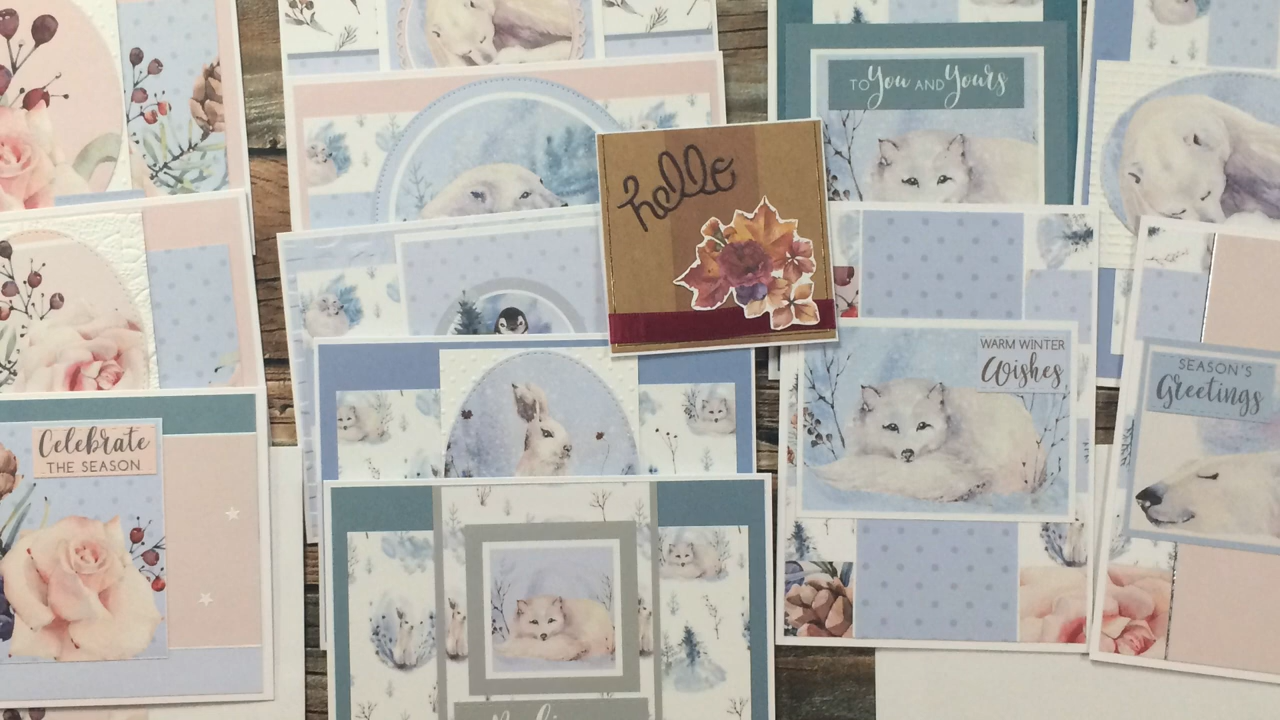 TO You AND Yours
hello
WARM WINTER
Wishes
SEASON'S
Greetings
Celebrate
THE SEASON